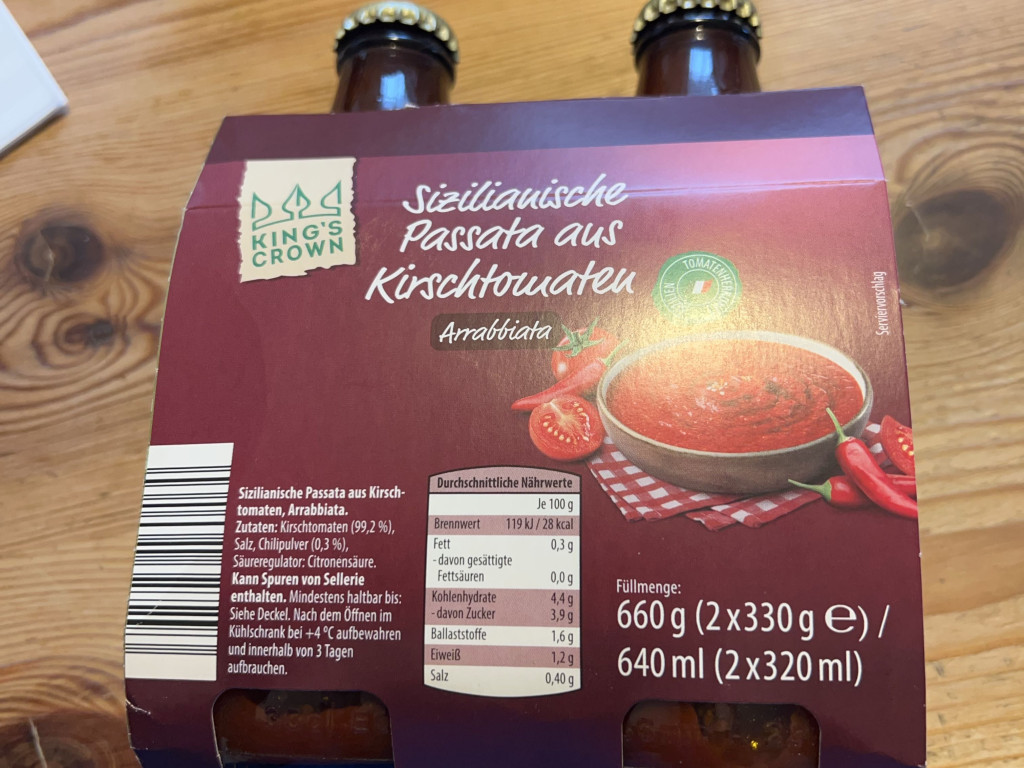 KING'S
CROWN
Sizilianische
Passata aus
Kirschtomaten
Arrabbiata
Serviervorschlag
Sizilianische Passata aus Kirsch-
tomaten, Arrabbiata.
Zutaten: Kirschtomaten (99,2 %),
Salz, Chilipulver (0,3 %),
Säureregulator: Citronensäure.
Kann Spuren von Sellerie
enthalten. Mindestens haltbar bis:
Siehe Deckel. Nach dem Öffnen im
Kühlschrank bei +4 °C aufbewahren
und innerhalb von 3 Tagen
aufbrauchen.
Durchschnittliche Nährwerte
Je 100 g
Brennwert 119 kJ / 28 kcal
Fett 0,3 g
- davon gesättigte
Fettsäuren 0,0 g
Kohlenhydrate 4,4 g
- davon Zucker 3,9 g
Ballaststoffe 1,6 g
Eiweiß 1,2 g
Salz 0,40 g
Füllmenge:
660 g (2x330 g e) /
640 ml (2x320 ml)